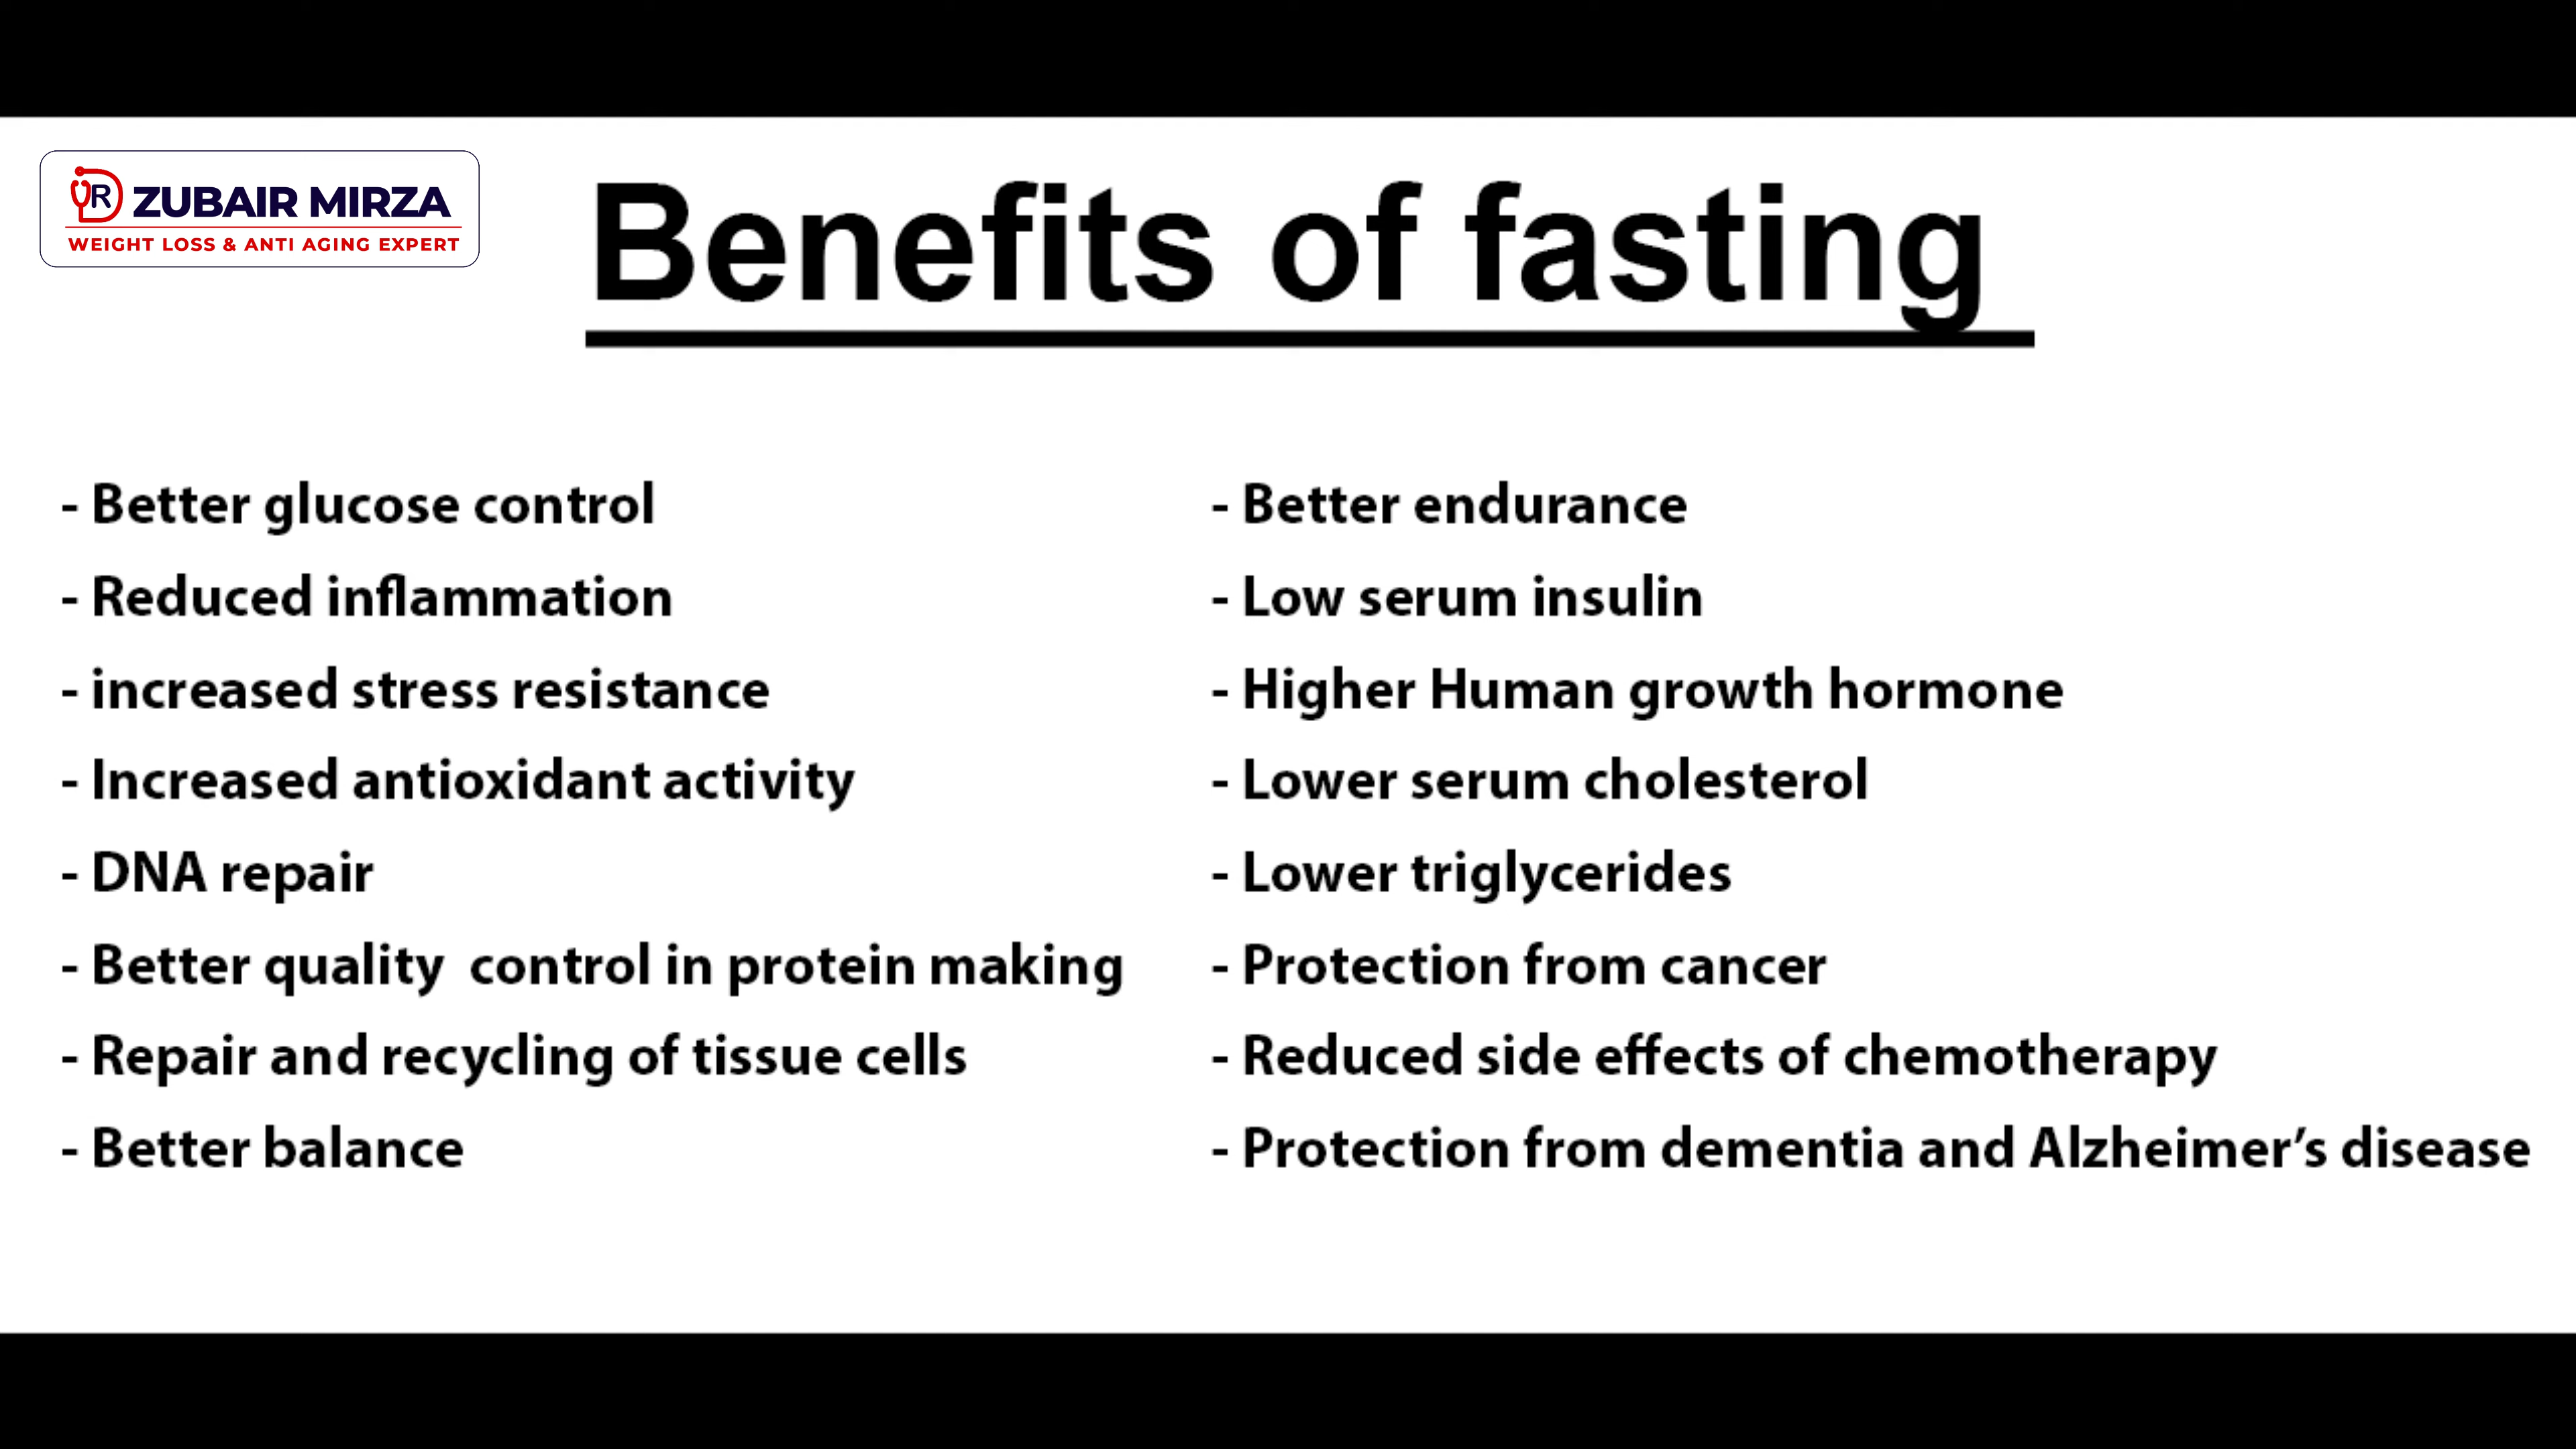 DR ZUBAIR MIRZA
WEIGHT LOSS & ANTI AGING EXPERT
Benefits of fasting
- Better glucose control
- Reduced inflammation
- increased stress resistance
- Increased antioxidant activity
- DNA repair
- Better quality  control in protein making
- Repair and recycling of tissue cells
- Better balance
- Better endurance
- Low serum insulin
- Higher Human growth hormone
- Lower serum cholesterol
- Lower triglycerides
- Protection from cancer
- Reduced side effects of chemotherapy
- Protection from dementia and Alzheimer’s disease